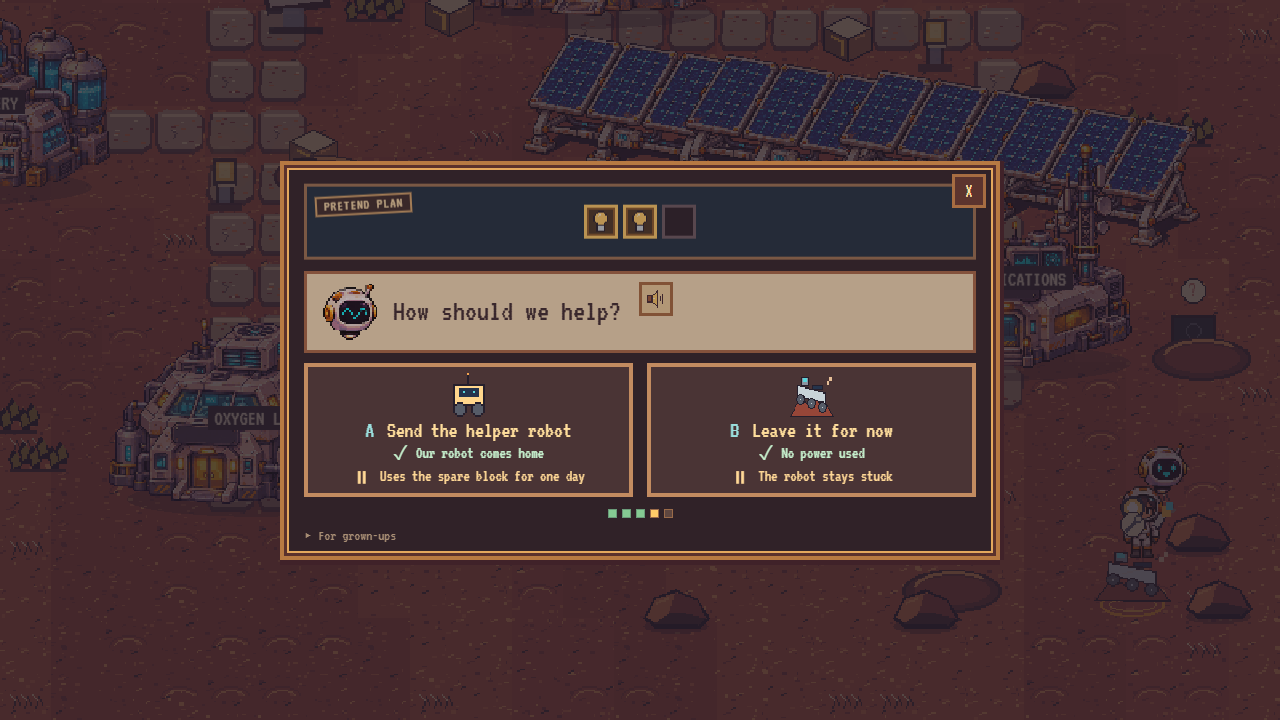 RY
PRETEND PLAN
X
How should we help?
ICATIONS
?
OXYGEN L
A Send the helper robot
Our robot comes home
Uses the spare block for one day
B Leave it for now
No power used
The robot stays stuck
For grown-ups